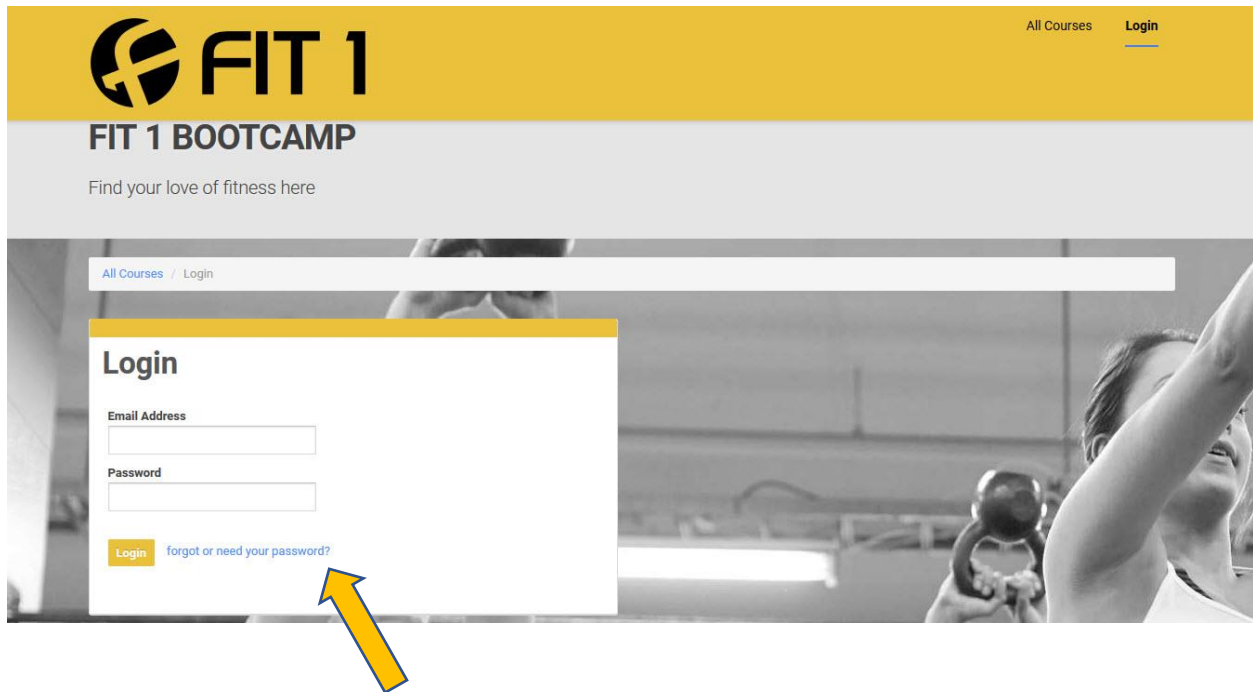 FIT 1
All Courses Login
FIT 1 BOOTCAMP
Find your love of fitness here
All Courses / Login
Login
Email Address
Password
Login forgot or need your password?